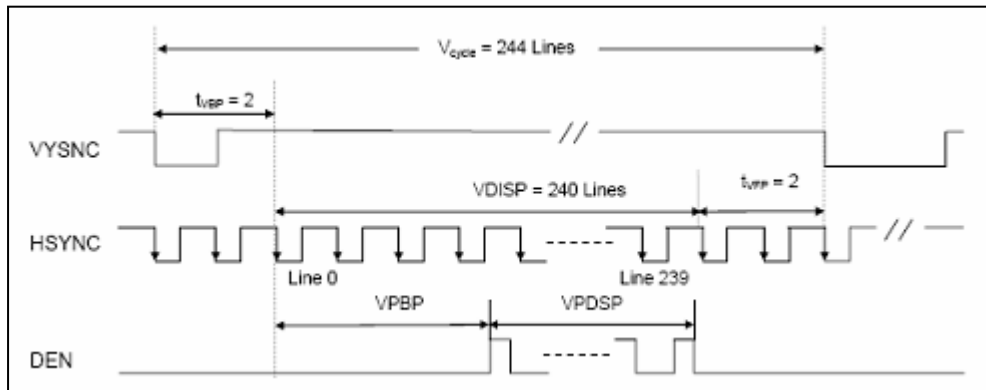 Vcycle = 244 Lines
tVBP = 2
VYSNC
//
VDISP = 240 Lines
tVFP = 2
HSYNC
//
Line 0
Line 239
VPBP
VPDSP
DEN